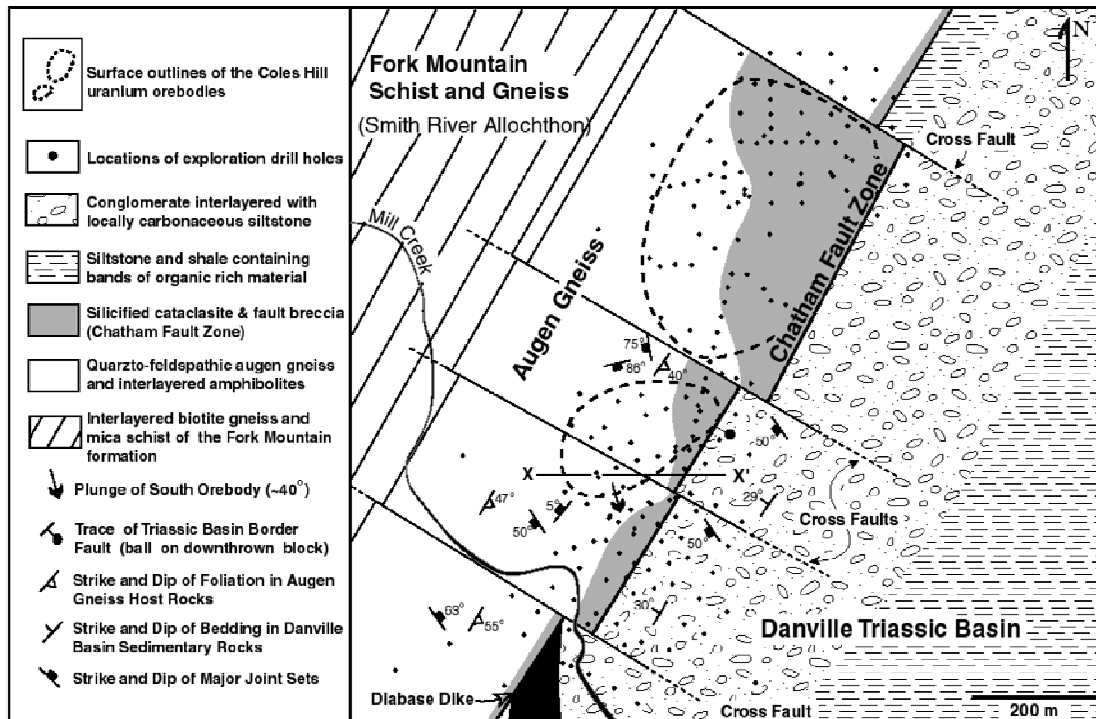 Surface outlines of the Coles Hill
uranium orebodies
Locations of exploration drill holes
Conglomerate interlayered with
locally carbonaceous siltstone
Siltstone and shale containing
bands of organic rich material
Silicified cataclasite & fault breccia
(Chatham Fault Zone)
Quarzto-feldspathic augen gneiss
and interlayered amphibolites
Interlayered biotite gneiss and
mica schist of the Fork Mountain
formation
Plunge of South Orebody (~40°)
Trace of Triassic Basin Border
Fault (ball on downthrown block)
Strike and Dip of Foliation in Augen
Gneiss Host Rocks
Strike and Dip of Bedding in Danville
Basin Sedimentary Rocks
Strike and Dip of Major Joint Sets
Fork Mountain
Schist and Gneiss
(Smith River Allochthon)
N
Cross Fault
Mill Creek
Augen Gneiss
Chatham Fault Zone
75°
86°
40°
50°
X
X'
47°
5°
50°
29°
Cross Faults
50°
63°
55°
30°
Danville Triassic Basin
Diabase Dike
Cross Fault
200 m